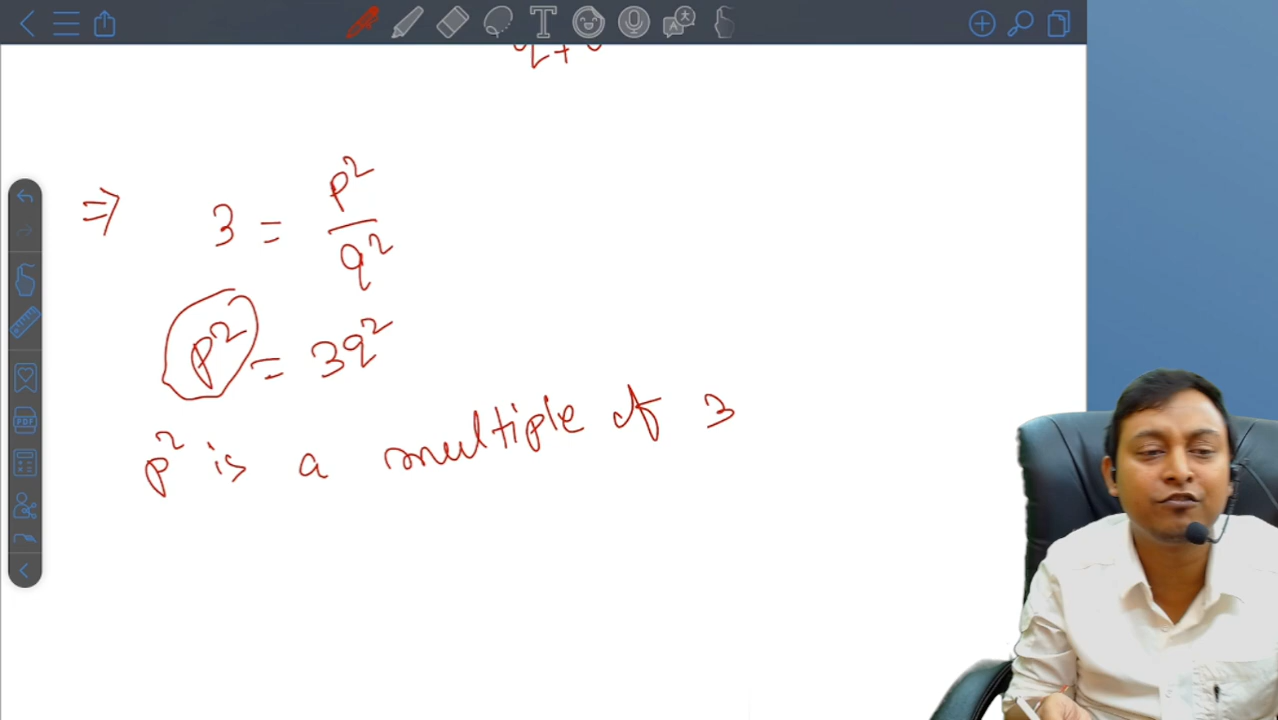 ⇒ 3 = p²/q²
p² = 3q²
p² is a multiple of 3